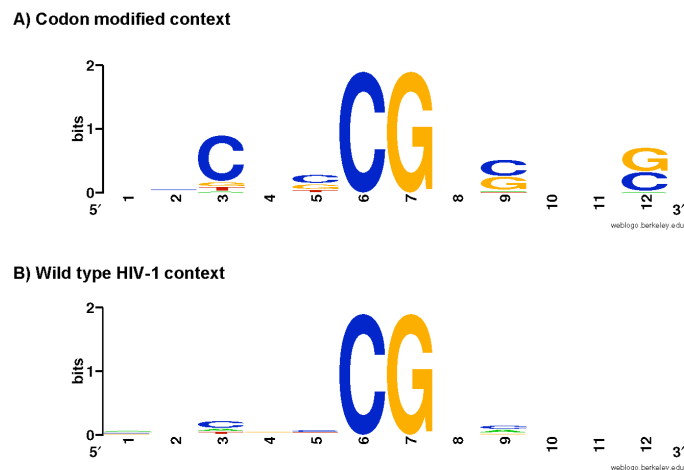 A) Codon modified context
2
1
0
bits
C
C
C
G
C
G
G
C
5′ 1 2 3 4 5 6 7 8 9 10 11 12 3′
weblogo.berkeley.edu
B) Wild type HIV-1 context
2
1
0
bits
C
C
G
C
5′ 1 2 3 4 5 6 7 8 9 10 11 12 3′
weblogo.berkeley.edu